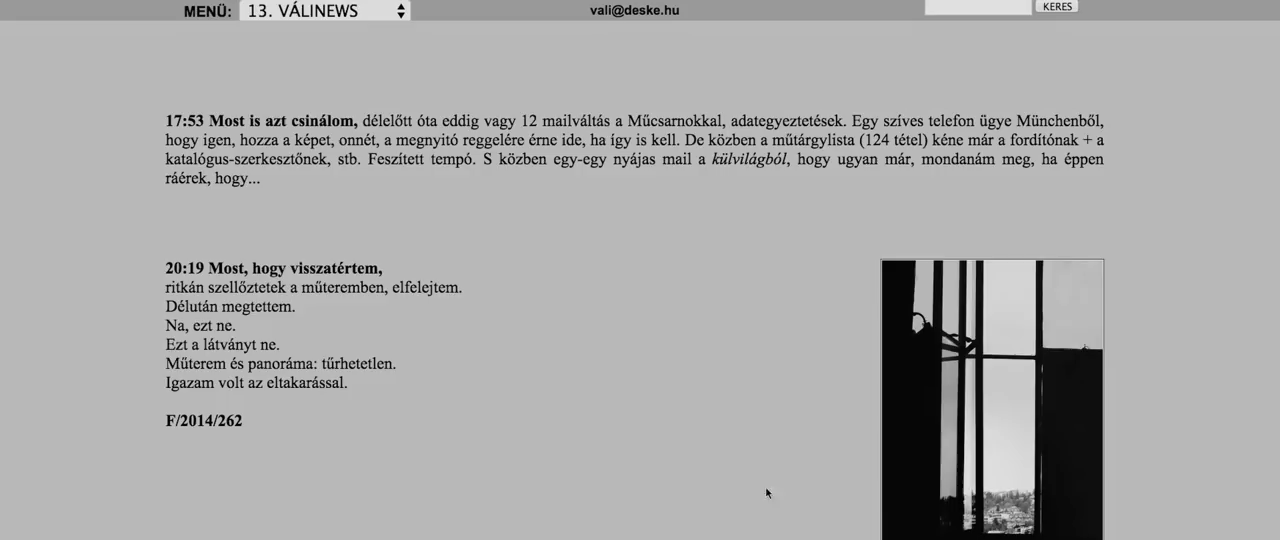 MENÜ: 13. VÁLINEWS vali@deske.hu KERES
17:53 Most is azt csinálom, délelőtt óta eddig vagy 12 mailváltás a Műcsarnokkal, adategyeztetések. Egy szíves telefon ügye Münchenből,
hogy igen, hozza a képet, onnét, a megnyitó reggelére érne ide, ha így is kell. De közben a műtárgylista (124 tétel) kéne már a fordítónak + a
katalógus-szerkesztőnek, stb. Feszített tempó. S közben egy-egy nyájas mail a külvilágból, hogy ugyan már, mondanám meg, ha éppen
ráérek, hogy...
20:19 Most, hogy visszatértem,
ritkán szellőztetek a műteremben, elfelejtem.
Délután megtettem.
Na, ezt ne.
Ezt a látványt ne.
Műterem és panoráma: tűrhetetlen.
Igazam volt az eltakarással.
F/2014/262